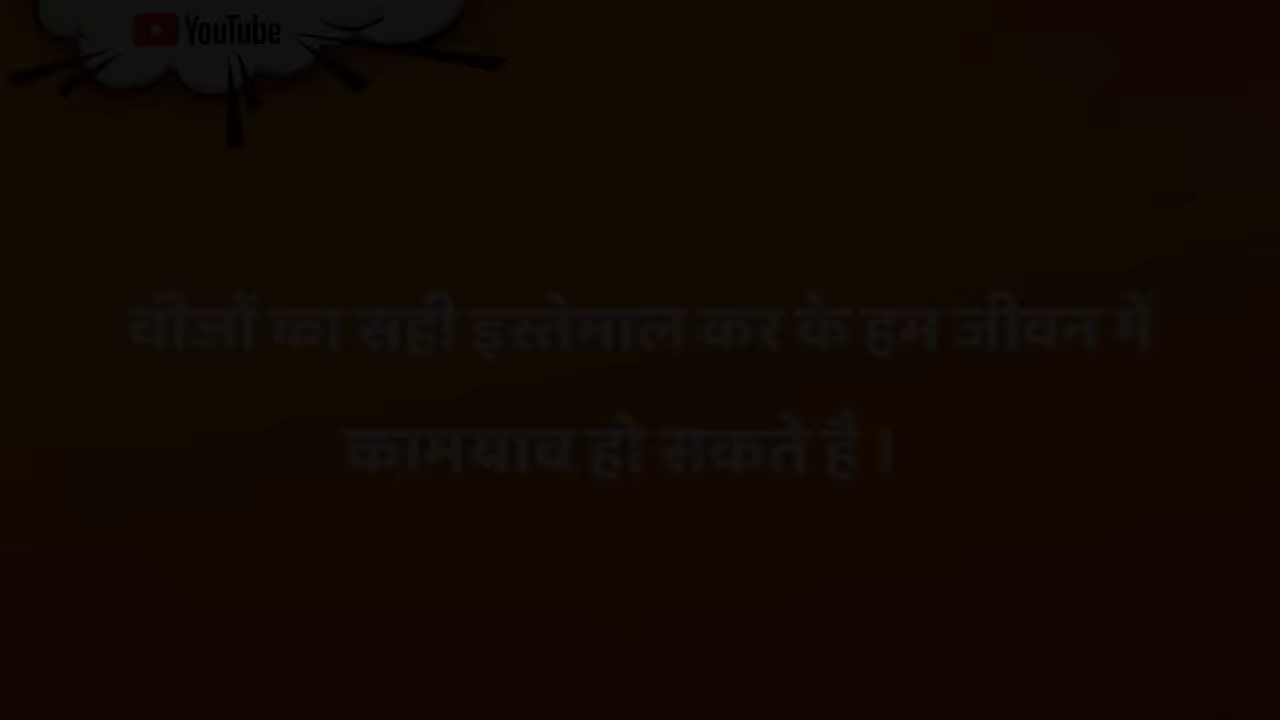 YouTube
चीजों का सही इस्तेमाल कर के हम जीवन में
कामयाब हो सकते है ।